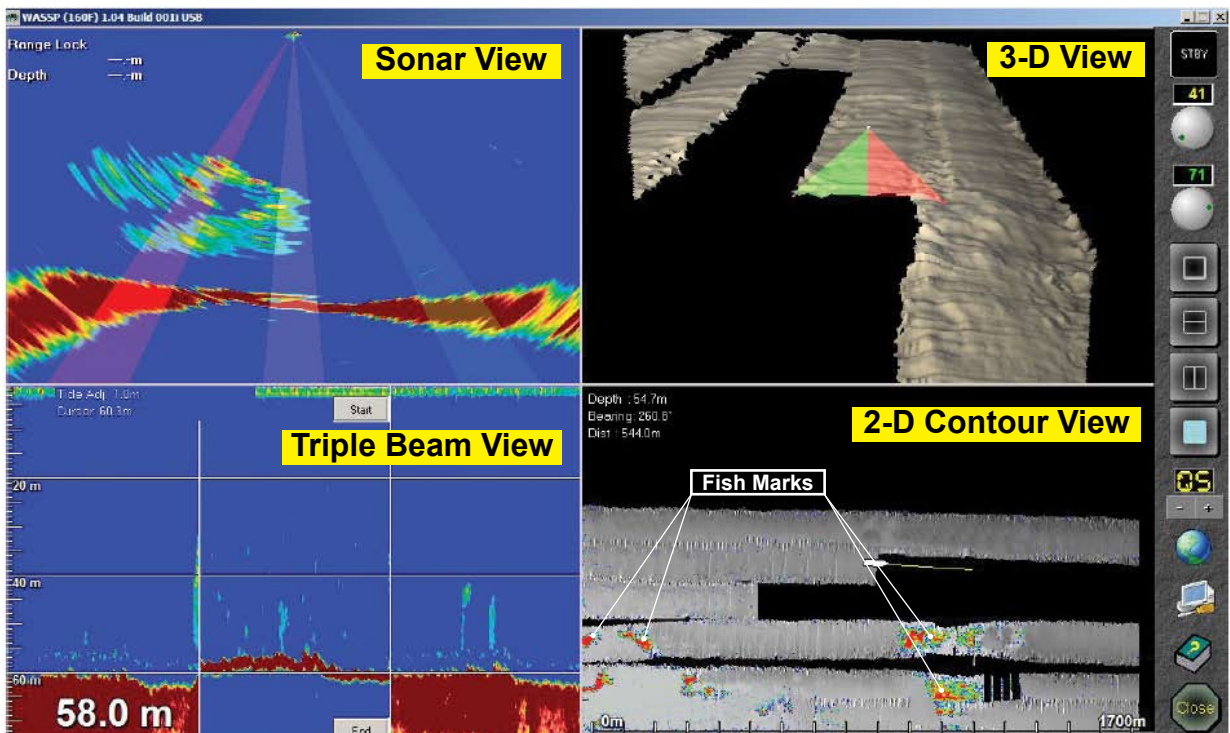 WASSP (160F) 1.04 Build 001i USB
Range Lock
--.-m
Depth --.-m
Sonar View
3-D View
STBY
41
71
Tide Adj: 1.0m
Cursor: 60.3m
Start
Triple Beam View
20 m
40 m
60 m
58.0 m
End
Depth : 54.7m
Bearing: 260.6°
Dist : 544.0m
2-D Contour View
Fish Marks
0m
1700m
- +
?
Close